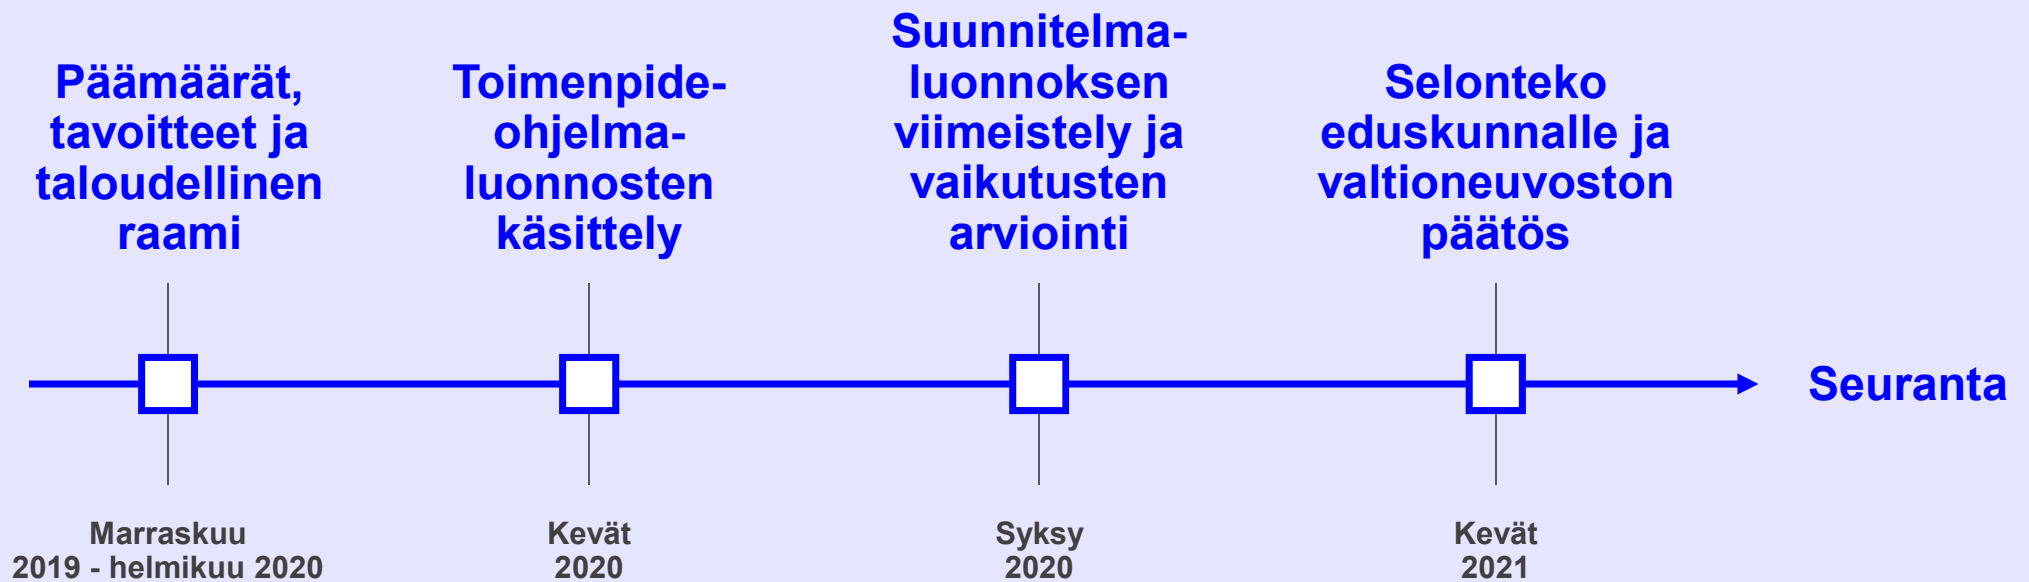 Päämäärät,
tavoitteet ja
taloudellinen
raami
Toimenpide-
ohjelma-
luonnosten
käsittely
Suunnitelma-
luonnoksen
viimeistely ja
vaikutusten
arviointi
Selonteko
eduskunnalle ja
valtioneuvoston
päätös
Seuranta
Marraskuu
2019 - helmikuu 2020
Kevät
2020
Syksy
2020
Kevät
2021